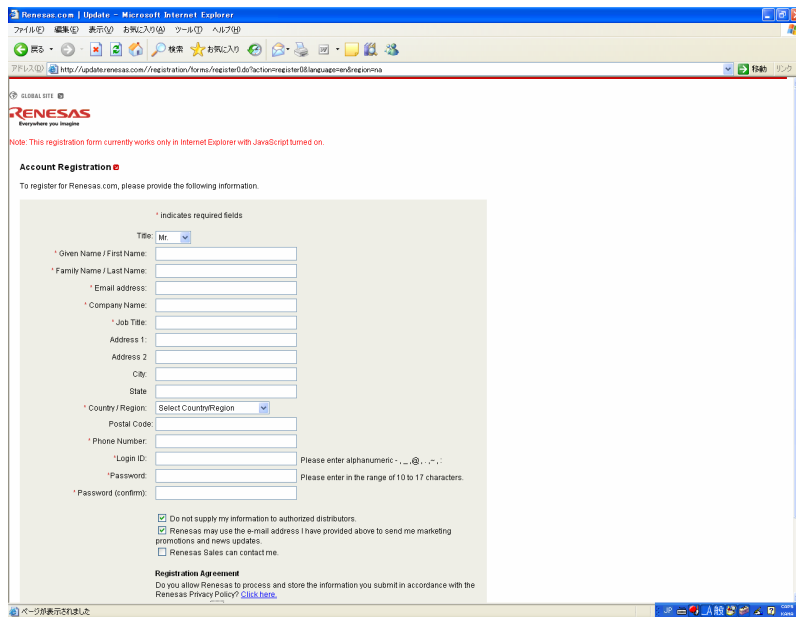 Renesas.com | Update - Microsoft Internet Explorer
ファイル(F) 編集(E) 表示(V) お気に入り(A) ツール(T) ヘルプ(H)
戻る 検索 お気に入り
アドレス(D) http://update.renesas.com//registration/forms/register0.do?action=register0&language=en&region=na 移動 リンク
GLOBAL SITE
RENESAS
Everywhere you imagine
Note: This registration form currently works only in Internet Explorer with JavaScript turned on.
Account Registration
To register for Renesas.com, please provide the following information.
* indicates required fields
Title: Mr.
* Given Name / First Name:
* Family Name / Last Name:
* Email address:
* Company Name:
* Job Title:
Address 1:
Address 2
City:
State
* Country / Region: Select Country/Region
Postal Code:
* Phone Number:
*Login ID: Please enter alphanumeric - , _ ,@ , . ,~ , :
*Password: Please enter in the range of 10 to 17 characters.
* Password (confirm):
Do not supply my information to authorized distributors.
Renesas may use the e-mail address I have provided above to send me marketing
promotions and news updates.
Renesas Sales can contact me.
Registration Agreement
Do you allow Renesas to process and store the information you submit in accordance with the
Renesas Privacy Policy? Click here.
ページが表示されました
JP A 般 CAPS
KANA